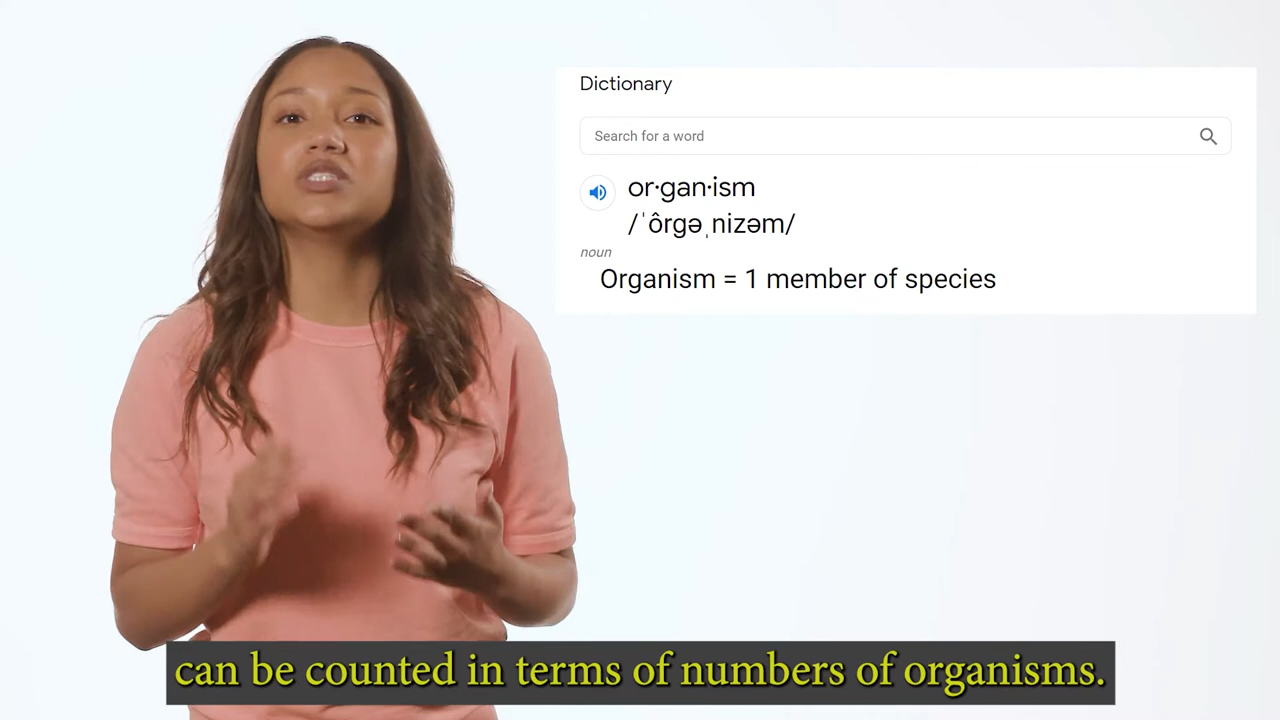 Dictionary
Search for a word
or·gan·ism
/ˈôrɡəˌnizəm/
noun
Organism = 1 member of species
can be counted in terms of numbers of organisms.